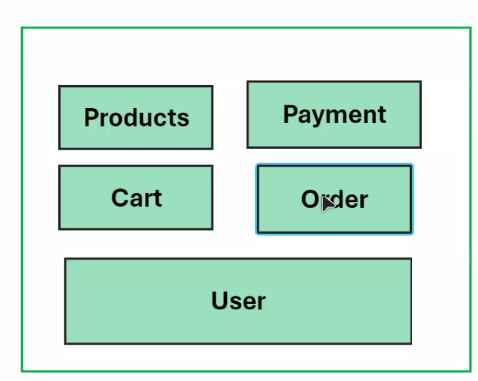 Products
Payment
Cart
Order
User